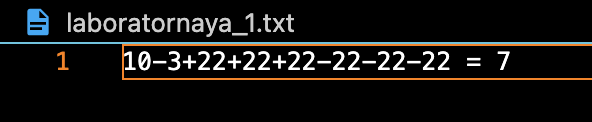 laboratornaya_1.txt
1 10-3+22+22+22-22-22-22 = 7